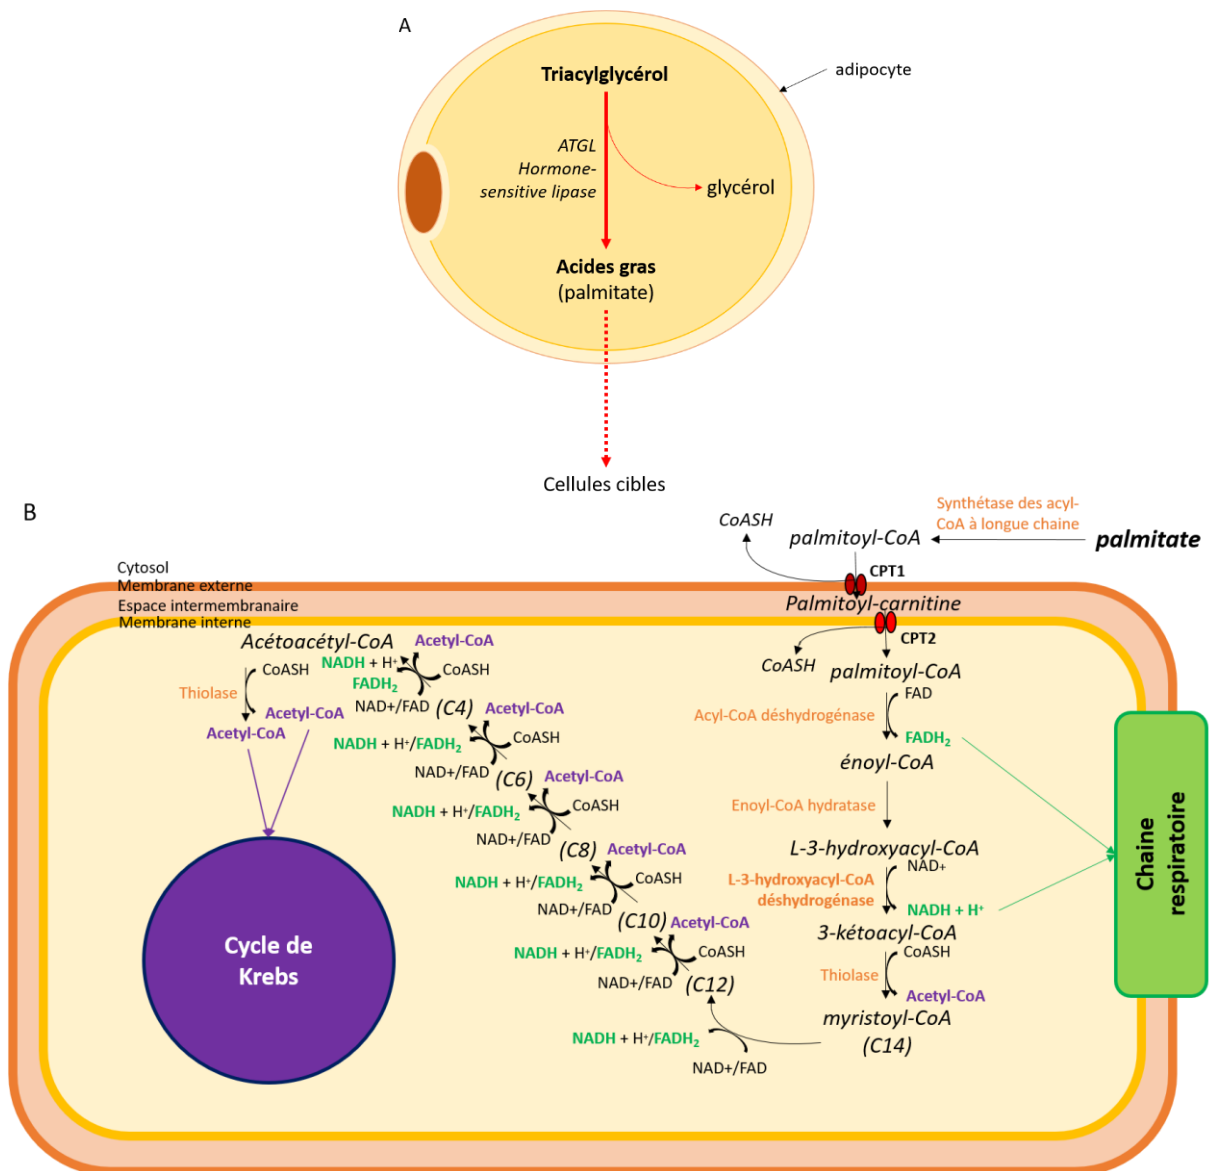 A
Triacylglycérol
adipocyte
ATGL
Hormone-
sensitive lipase
glycérol
Acides gras
(palmitate)
Cellules cibles
B
Synthétase des acyl-
CoA à longue chaine
CoASH
palmitoyl-CoA
palmitate
Cytosol
CPT1
Membrane externe
Espace intermembranaire
Palmitoyl-carnitine
Membrane interne
CPT2
CoASH
palmitoyl-CoA
FAD
Acyl-CoA déshydrogénase
FADH₂
énoyl-CoA
Enoyl-CoA hydratase
L-3-hydroxyacyl-CoA
NAD+
L-3-hydroxyacyl-CoA
déshydrogénase
NADH + H⁺
3-kétoacyl-CoA
CoASH
Thiolase
Acetyl-CoA
myristoyl-CoA
(C14)
Chaine
respiratoire
NADH + H⁺/FADH₂
NAD+/FAD
(C12)
Acetyl-CoA
CoASH
NADH + H⁺/FADH₂
NAD+/FAD
(C10)
Acetyl-CoA
CoASH
NADH + H⁺/FADH₂
NAD+/FAD
(C8)
Acetyl-CoA
CoASH
NADH + H⁺/FADH₂
NAD+/FAD
(C6)
Acetyl-CoA
CoASH
NADH + H⁺/FADH₂
NAD+/FAD
(C4)
Acetyl-CoA
CoASH
NADH + H⁺
FADH₂
NAD+/FAD
Acétoacétyl-CoA
CoASH
Thiolase
Acetyl-CoA
Acetyl-CoA
Cycle de
Krebs